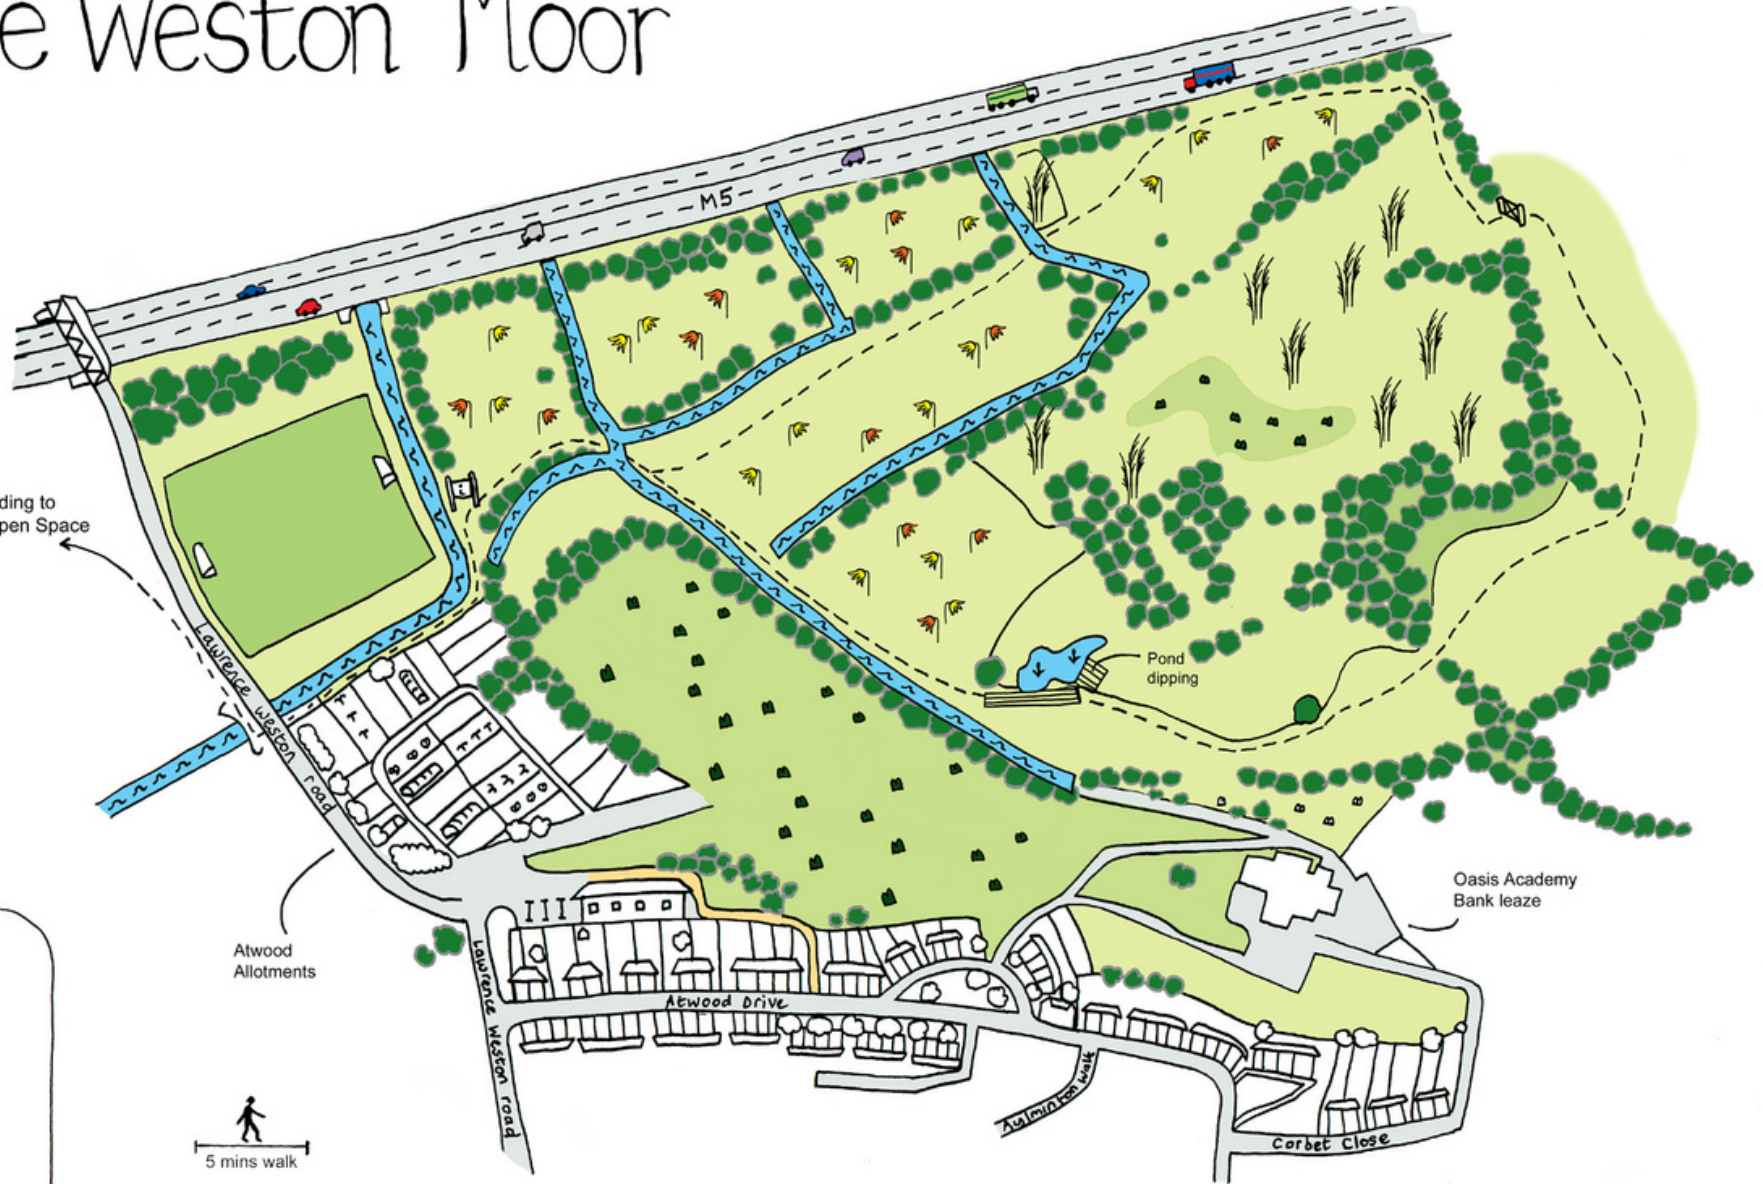 e Weston Moor
M5
ding to
pen Space
Lawrence Weston road
Pond
dipping
Oasis Academy
Bank leaze
Atwood
Allotments
Lawrence Weston road
Atwood Drive
Aylminton Walk
Corbet Close
5 mins walk